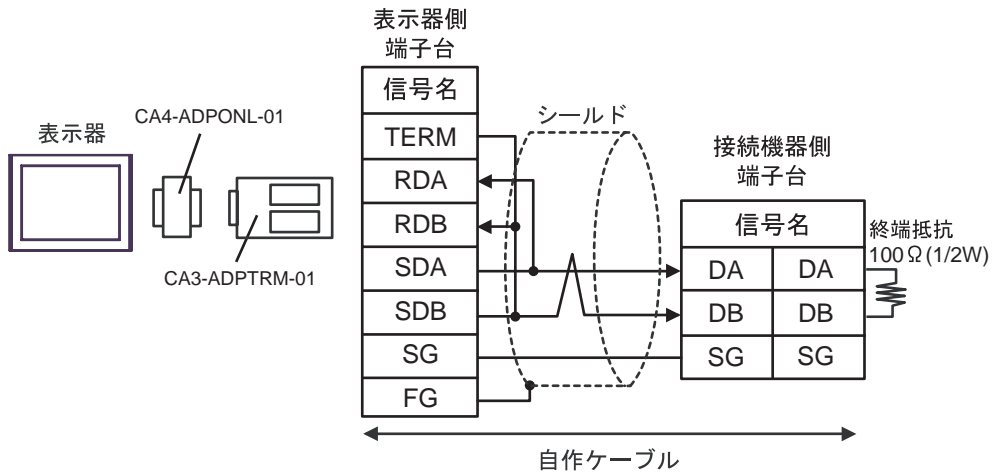 表示器
CA4-ADPONL-01
CA3-ADPTRM-01
表示器側
端子台
信号名
TERM
RDA
RDB
SDA
SDB
SG
FG
シールド
接続機器側
端子台
信号名
DA DA
DB DB
SG SG
終端抵抗
100Ω(1/2W)
自作ケーブル